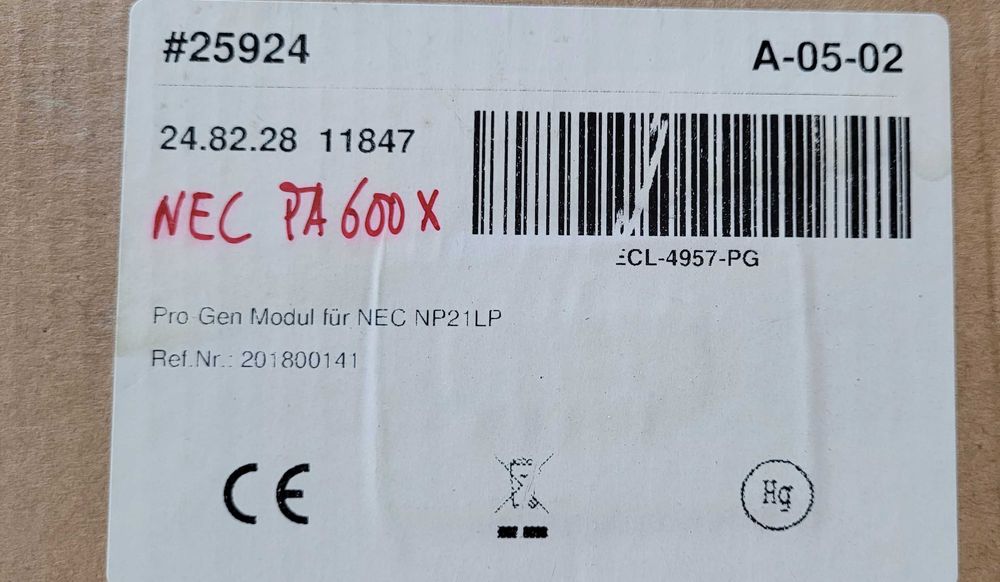 #25924 A-05-02
24.82.28 11847
NEC PA600X
ECL-4957-PG
Pro-Gen Modul für NEC NP21LP
Ref.Nr.: 201800141
CE
Hg